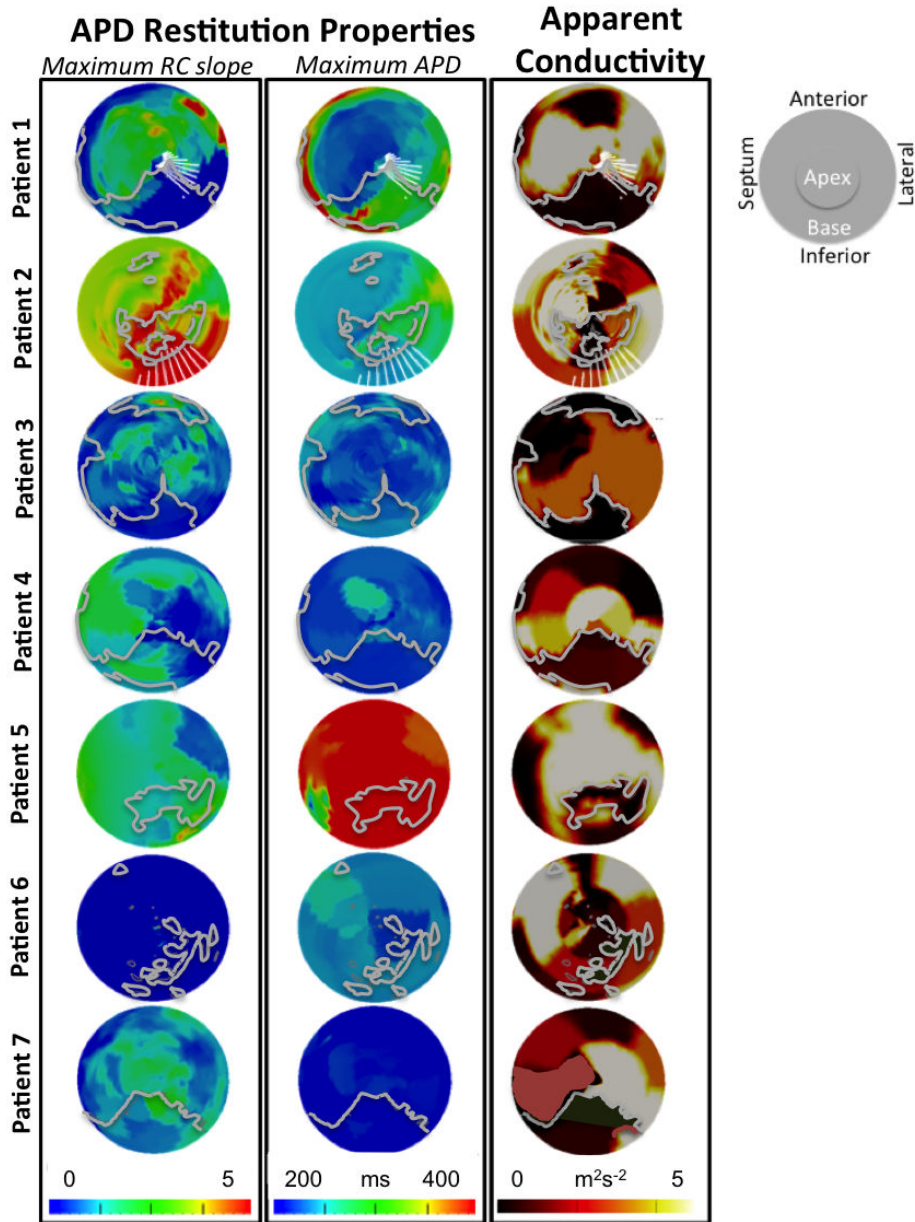 APD Restitution Properties
Maximum RC slope
Maximum APD
Apparent
Conductivity
Anterior
Septum
Apex
Lateral
Base
Inferior
Patient 1
Patient 2
Patient 3
Patient 4
Patient 5
Patient 6
Patient 7
0 5
200 ms 400
0 m²s⁻² 5